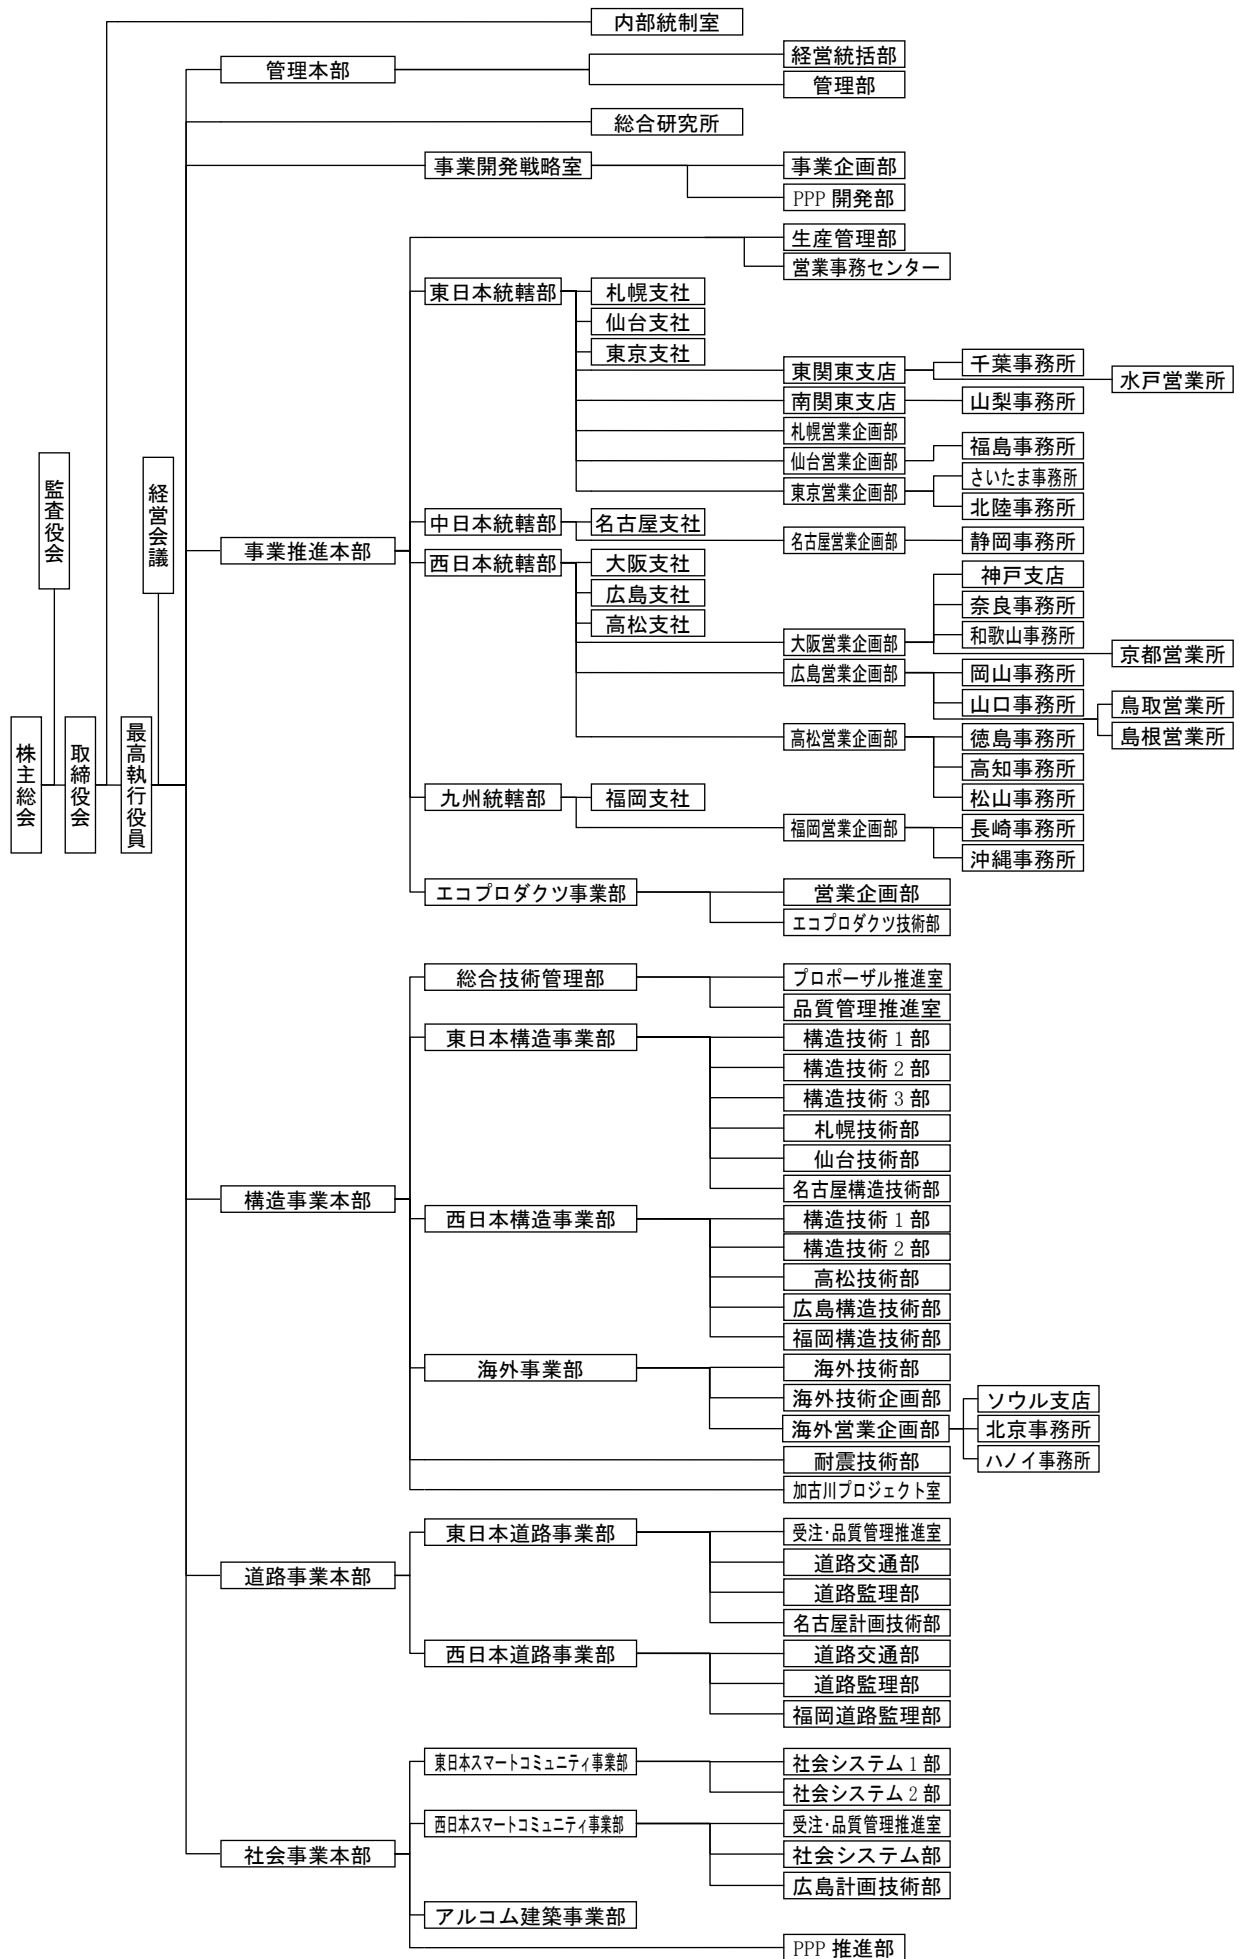 内部統制室
管理本部
経営統括部
管理部
総合研究所
事業開発戦略室
事業企画部
PPP 開発部
生産管理部
営業事務センター
東日本統轄部
札幌支社
仙台支社
東京支社
東関東支店
千葉事務所
水戸営業所
南関東支店
山梨事務所
札幌営業企画部
仙台営業企画部
福島事務所
東京営業企画部
さいたま事務所
北陸事務所
監査役会
経営会議
事業推進本部
中日本統轄部
名古屋支社
名古屋営業企画部
静岡事務所
西日本統轄部
大阪支社
広島支社
高松支社
大阪営業企画部
神戸支店
奈良事務所
和歌山事務所
京都営業所
広島営業企画部
岡山事務所
山口事務所
鳥取営業所
島根営業所
高松営業企画部
徳島事務所
高知事務所
松山事務所
株主総会
取締役会
最高執行役員
九州統轄部
福岡支社
福岡営業企画部
長崎事務所
沖縄事務所
エコプロダクツ事業部
営業企画部
エコプロダクツ技術部
構造事業本部
総合技術管理部
プロポーザル推進室
品質管理推進室
東日本構造事業部
構造技術 1 部
構造技術 2 部
構造技術 3 部
札幌技術部
仙台技術部
名古屋構造技術部
西日本構造事業部
構造技術 1 部
構造技術 2 部
高松技術部
広島構造技術部
福岡構造技術部
海外事業部
海外技術部
海外技術企画部
海外営業企画部
ソウル支店
北京事務所
ハノイ事務所
耐震技術部
加古川プロジェクト室
道路事業本部
東日本道路事業部
受注・品質管理推進室
道路交通部
道路監理部
名古屋計画技術部
西日本道路事業部
道路交通部
道路監理部
福岡道路監理部
社会事業本部
東日本スマートコミュニティ事業部
社会システム 1 部
社会システム 2 部
西日本スマートコミュニティ事業部
受注・品質管理推進室
社会システム部
広島計画技術部
アルコム建築事業部
PPP 推進部